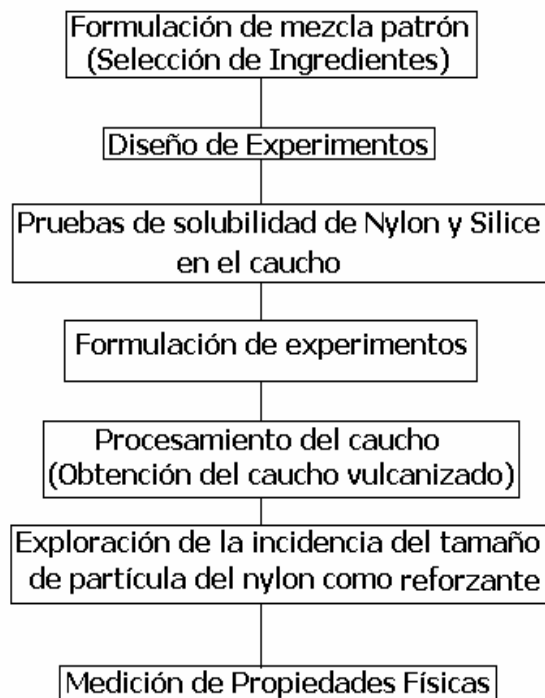 Formulación de mezcla patrón
(Selección de Ingredientes)
Diseño de Experimentos
Pruebas de solubilidad de Nylon y Silice
en el caucho
Formulación de experimentos
Procesamiento del caucho
(Obtención del caucho vulcanizado)
Exploración de la incidencia del tamaño
de partícula del nylon como reforzante
Medición de Propiedades Físicas